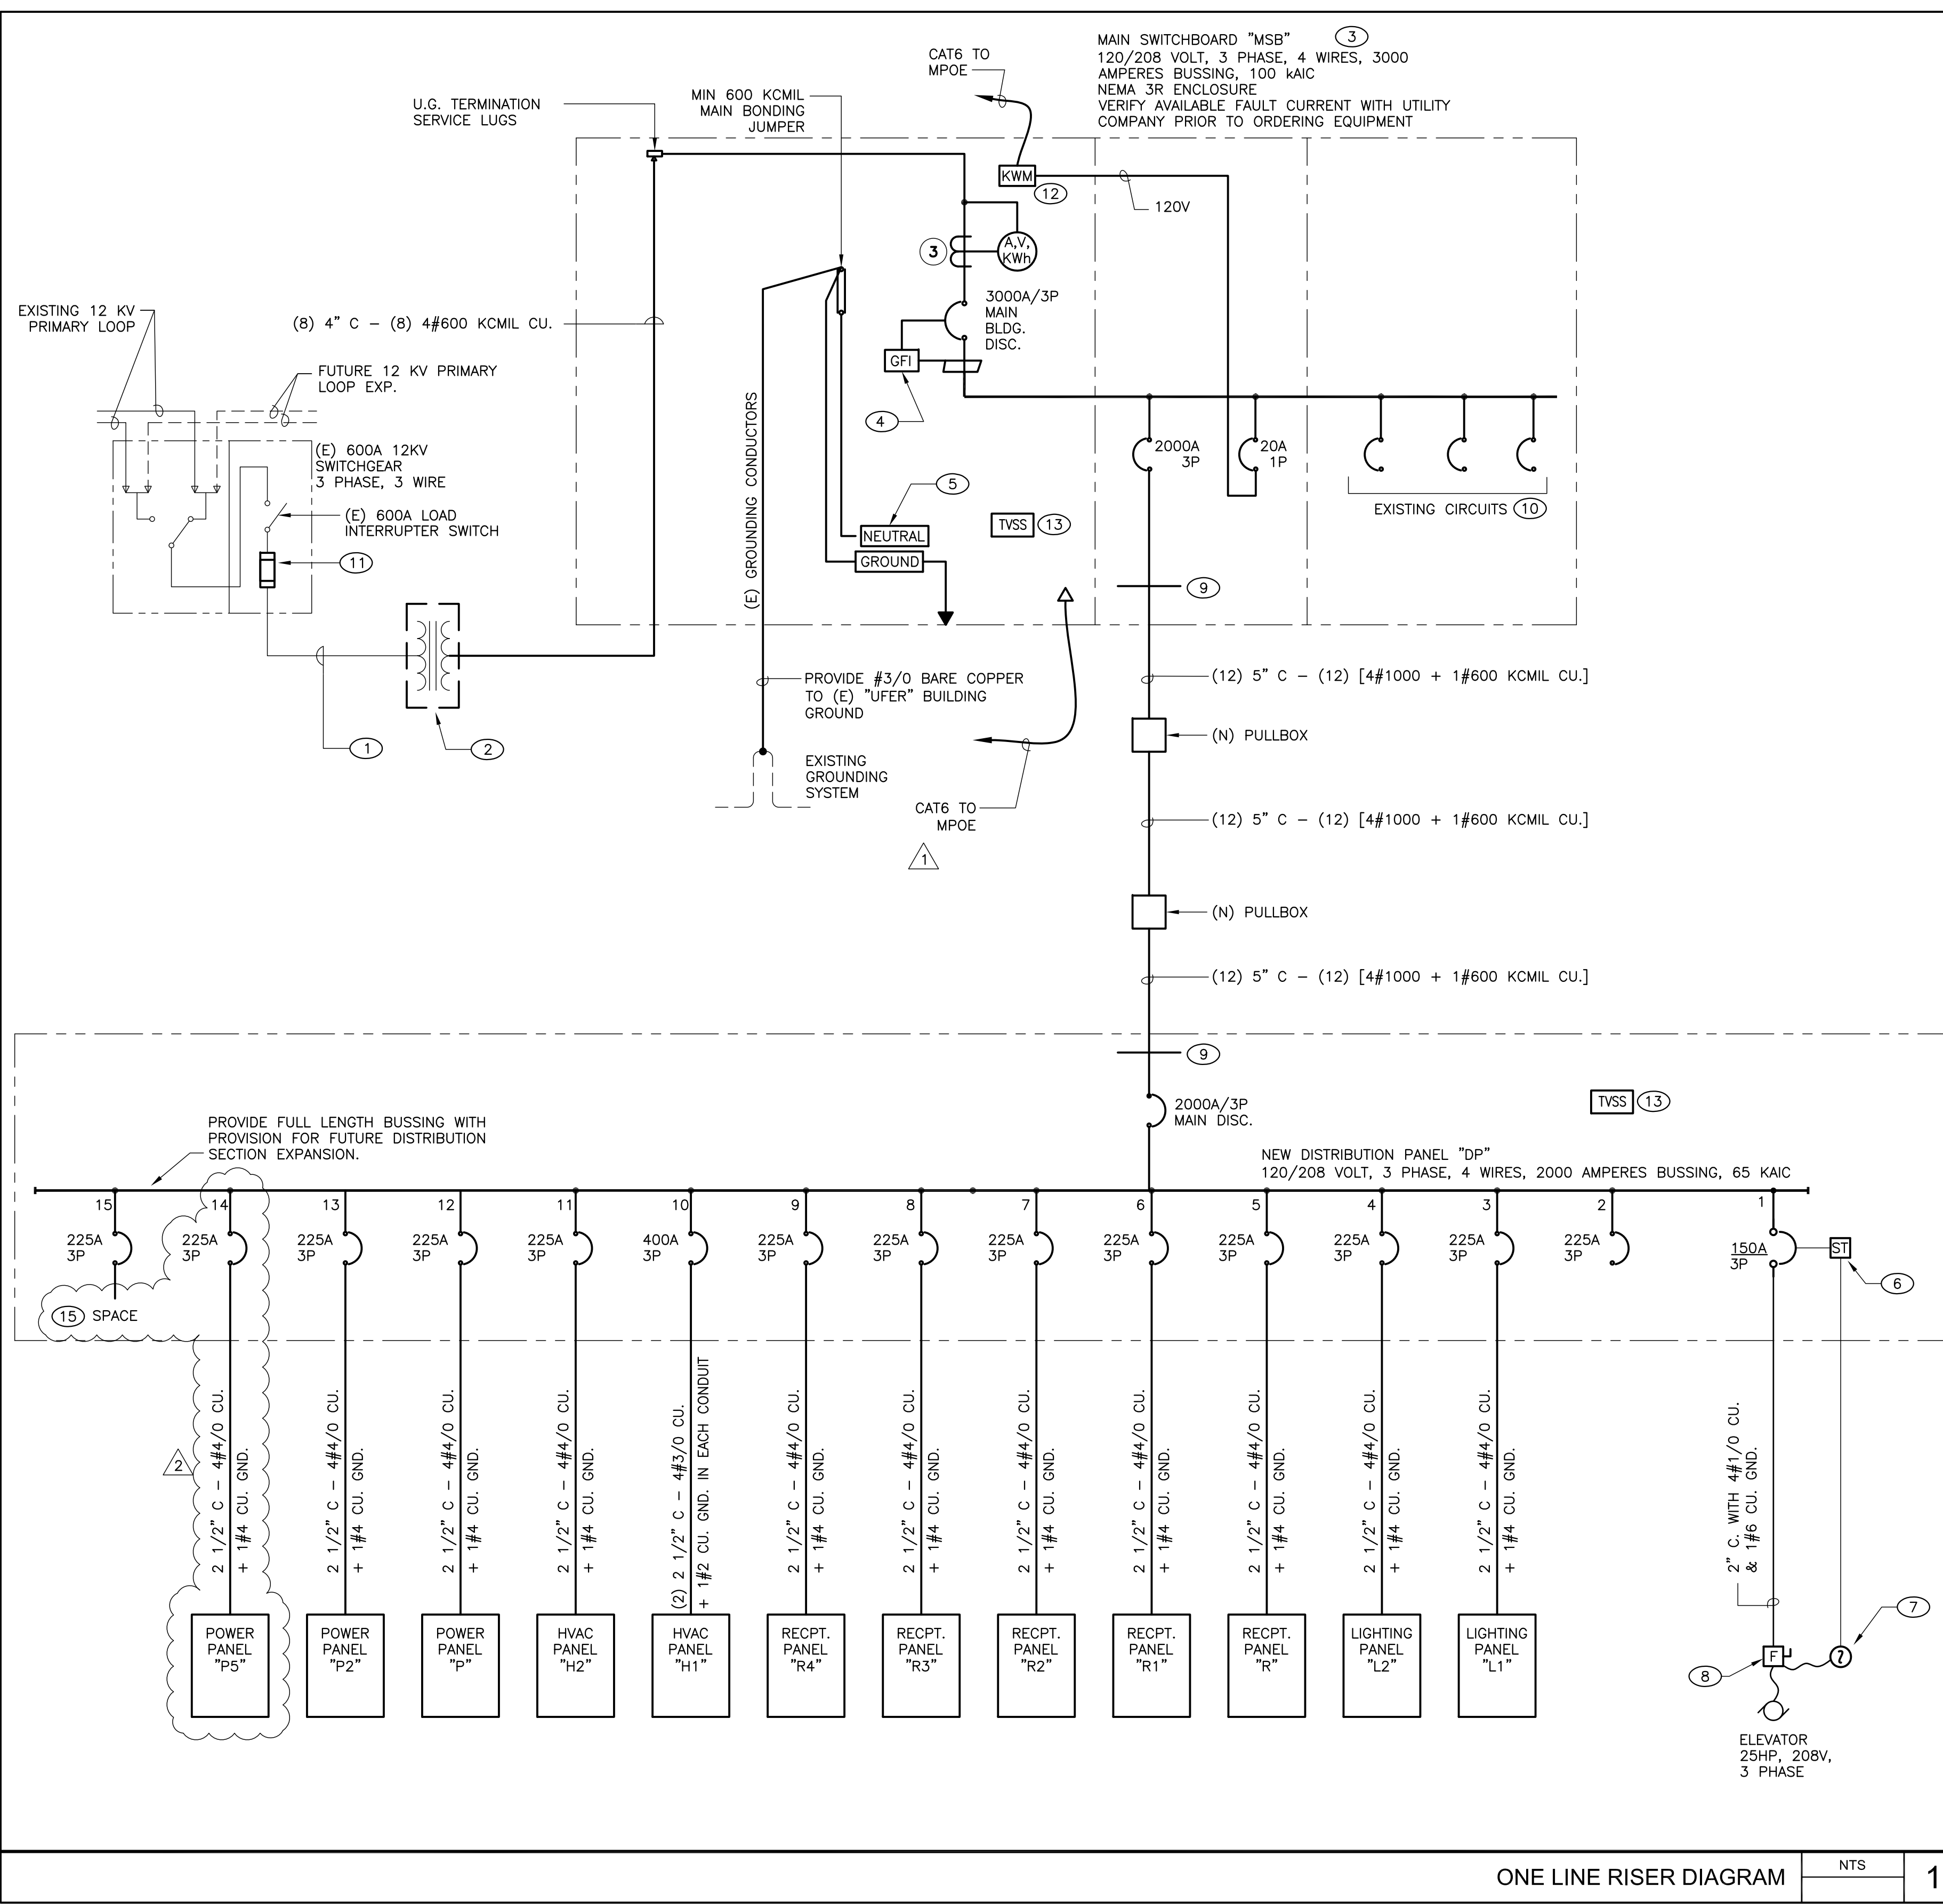 MAIN SWITCHBOARD "MSB" 3
120/208 VOLT, 3 PHASE, 4 WIRES, 3000
AMPERES BUSSING, 100 kAIC
NEMA 3R ENCLOSURE
VERIFY AVAILABLE FAULT CURRENT WITH UTILITY
COMPANY PRIOR TO ORDERING EQUIPMENT
CAT6 TO
MPOE
U.G. TERMINATION
SERVICE LUGS
MIN 600 KCMIL
MAIN BONDING
JUMPER
KWM
12
120V
3
A,V,
KWh
EXISTING 12 KV
PRIMARY LOOP
(8) 4" C – (8) 4#600 KCMIL CU.
3000A/3P
MAIN
BLDG.
DISC.
GFI
4
FUTURE 12 KV PRIMARY
LOOP EXP.
(E) 600A 12KV
SWITCHGEAR
3 PHASE, 3 WIRE
(E) 600A LOAD
INTERRUPTER SWITCH
11
(E) GROUNDING CONDUCTORS
5
NEUTRAL
GROUND
TVSS 13
2000A
3P
20A
1P
EXISTING CIRCUITS 10
9
1
2
PROVIDE #3/0 BARE COPPER
TO (E) "UFER" BUILDING
GROUND
EXISTING
GROUNDING
SYSTEM
CAT6 TO
MPOE
1
(12) 5" C – (12) [4#1000 + 1#600 KCMIL CU.]
(N) PULLBOX
(12) 5" C – (12) [4#1000 + 1#600 KCMIL CU.]
(N) PULLBOX
(12) 5" C – (12) [4#1000 + 1#600 KCMIL CU.]
9
2000A/3P
MAIN DISC.
TVSS 13
PROVIDE FULL LENGTH BUSSING WITH
PROVISION FOR FUTURE DISTRIBUTION
SECTION EXPANSION.
NEW DISTRIBUTION PANEL "DP"
120/208 VOLT, 3 PHASE, 4 WIRES, 2000 AMPERES BUSSING, 65 KAIC
15
225A
3P
15 SPACE
14
225A
3P
2 1/2" C – 4#4/0 CU.
+ 1#4 CU. GND.
2
POWER
PANEL
"P5"
13
225A
3P
2 1/2" C – 4#4/0 CU.
+ 1#4 CU. GND.
POWER
PANEL
"P2"
12
225A
3P
2 1/2" C – 4#4/0 CU.
+ 1#4 CU. GND.
POWER
PANEL
"P"
11
225A
3P
2 1/2" C – 4#4/0 CU.
+ 1#4 CU. GND.
HVAC
PANEL
"H2"
10
400A
3P
(2) 2 1/2" C – 4#3/0 CU.
+ 1#2 CU. GND. IN EACH CONDUIT
HVAC
PANEL
"H1"
9
225A
3P
2 1/2" C – 4#4/0 CU.
+ 1#4 CU. GND.
RECPT.
PANEL
"R4"
8
225A
3P
2 1/2" C – 4#4/0 CU.
+ 1#4 CU. GND.
RECPT.
PANEL
"R3"
7
225A
3P
2 1/2" C – 4#4/0 CU.
+ 1#4 CU. GND.
RECPT.
PANEL
"R2"
6
225A
3P
2 1/2" C – 4#4/0 CU.
+ 1#4 CU. GND.
RECPT.
PANEL
"R1"
5
225A
3P
2 1/2" C – 4#4/0 CU.
+ 1#4 CU. GND.
RECPT.
PANEL
"R"
4
225A
3P
2 1/2" C – 4#4/0 CU.
+ 1#4 CU. GND.
LIGHTING
PANEL
"L2"
3
225A
3P
2 1/2" C – 4#4/0 CU.
+ 1#4 CU. GND.
LIGHTING
PANEL
"L1"
2
225A
3P
1
150A
3P
ST
6
2" C. WITH 4#1/0 CU.
& 1#6 CU. GND.
7
F
8
ELEVATOR
25HP, 208V,
3 PHASE
ONE LINE RISER DIAGRAM
NTS
1